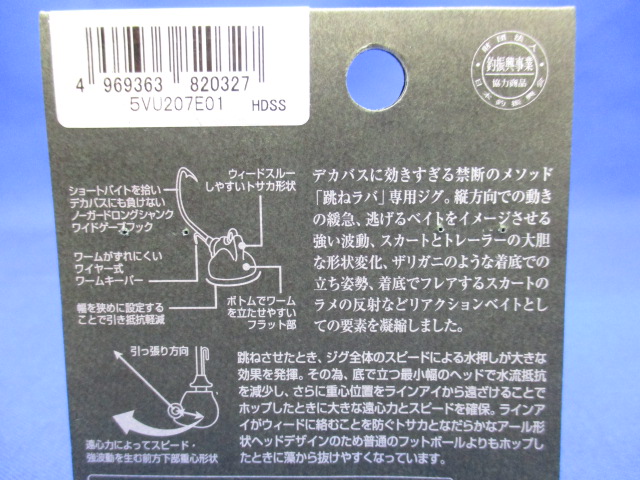 4 969363 820327
5VU207E01 HDSS
財団法人
釣振興事業
協力商品
日本釣振興会
ショートバイトを拾い
デカバスにも負けない
ノーガードロングシャンク
ワイドゲープフック
ウィードスルー
しやすいトサカ形状
ワームがずれにくい
ワイヤー式
ワームキーパー
幅を狭めに設定する
ことで引き抵抗軽減
ボトムでワーム
を立たせやすい
フラット部
デカバスに効きすぎる禁断のメソッド
「跳ねラバ」専用ジグ。縦方向での動き
の緩急、逃げるベイトをイメージさせる
強い波動、スカートとトレーラーの大胆
な形状変化、ザリガニのような着底での
立ち姿勢、着底でフレアするスカートの
ラメの反射などリアクションベイトとし
ての要素を凝縮しました。
引っ張り方向
遠心力によってスピード・
強波動を生む前方下部重心形状
跳ねさせたとき、ジグ全体のスピードによる水押しが大きな
効果を発揮。その為、底で立つ最小幅のヘッドで水流抵抗
を減少し、さらに重心位置をラインアイから遠ざけることで
ホップしたときに大きな遠心力とスピードを確保。ラインア
イがウィードに絡むことを防ぐトサカとなだらかなアール形
状ヘッドデザインのため普通のフットボールよりもホップし
たときに藻から抜けやすくなっています。